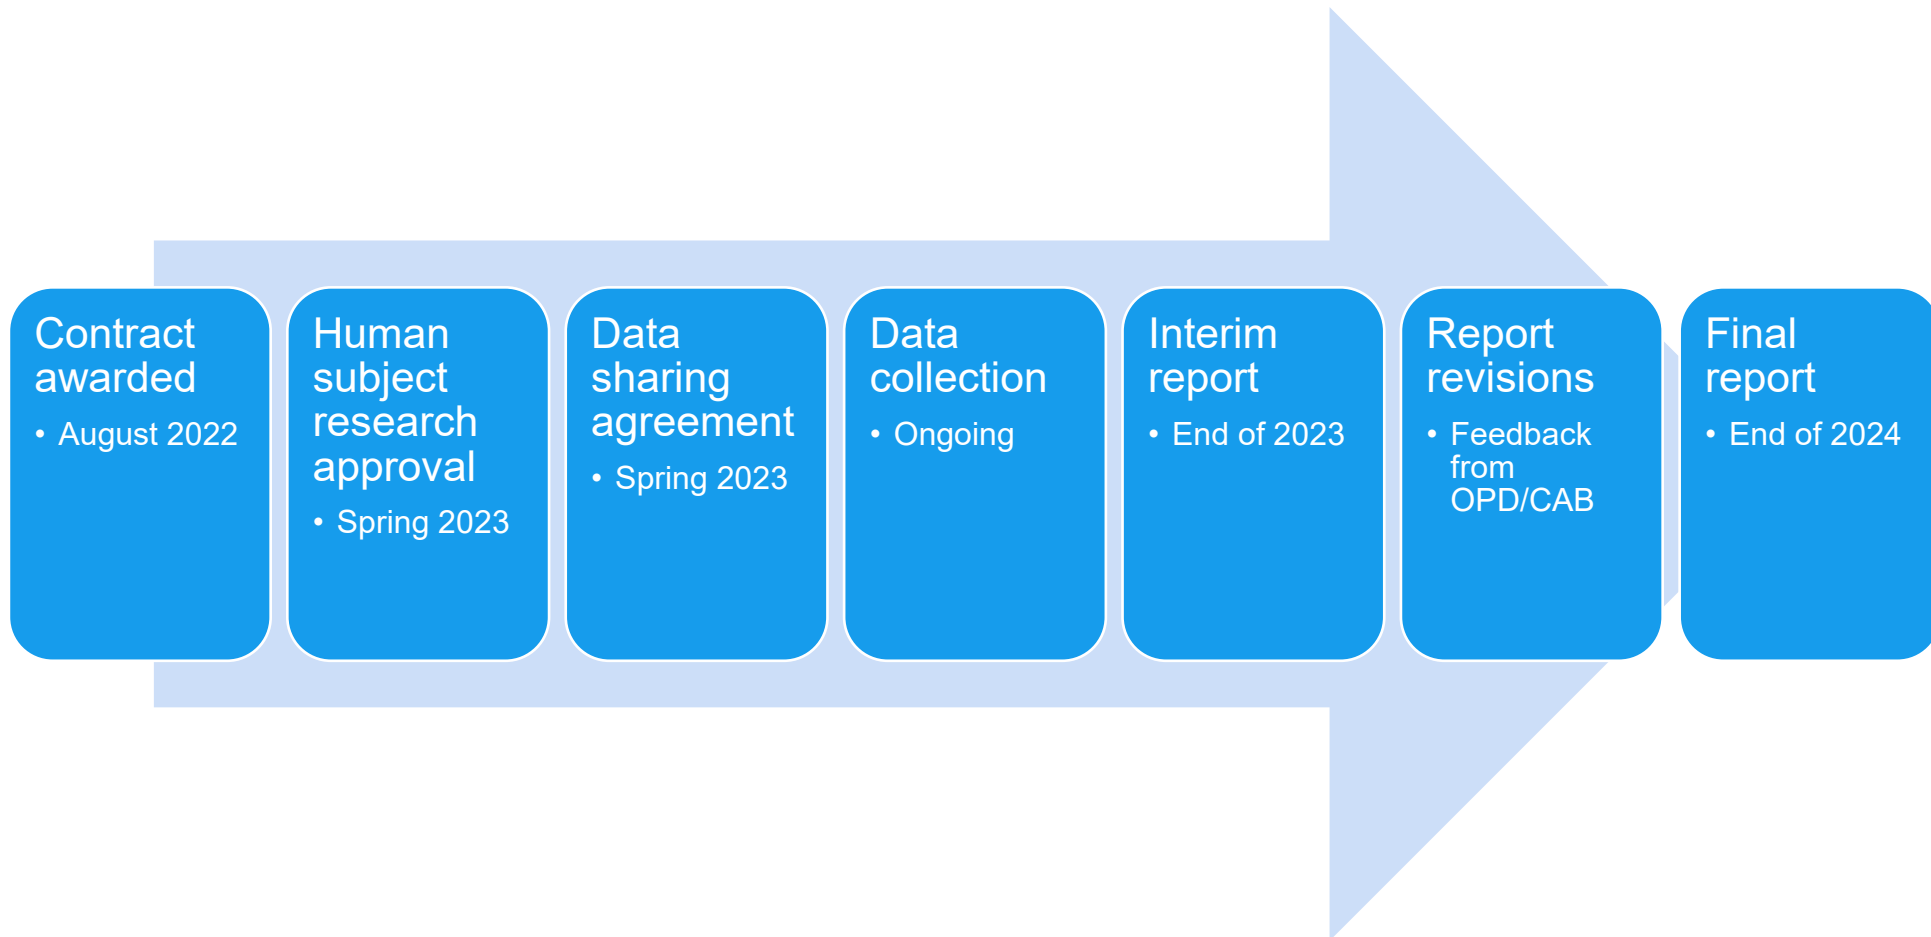 Contract
awarded
• August 2022
Human
subject
research
approval
• Spring 2023
Data
sharing
agreement
• Spring 2023
Data
collection
• Ongoing
Interim
report
• End of 2023
Report
revisions
• Feedback
from
OPD/CAB
Final
report
• End of 2024